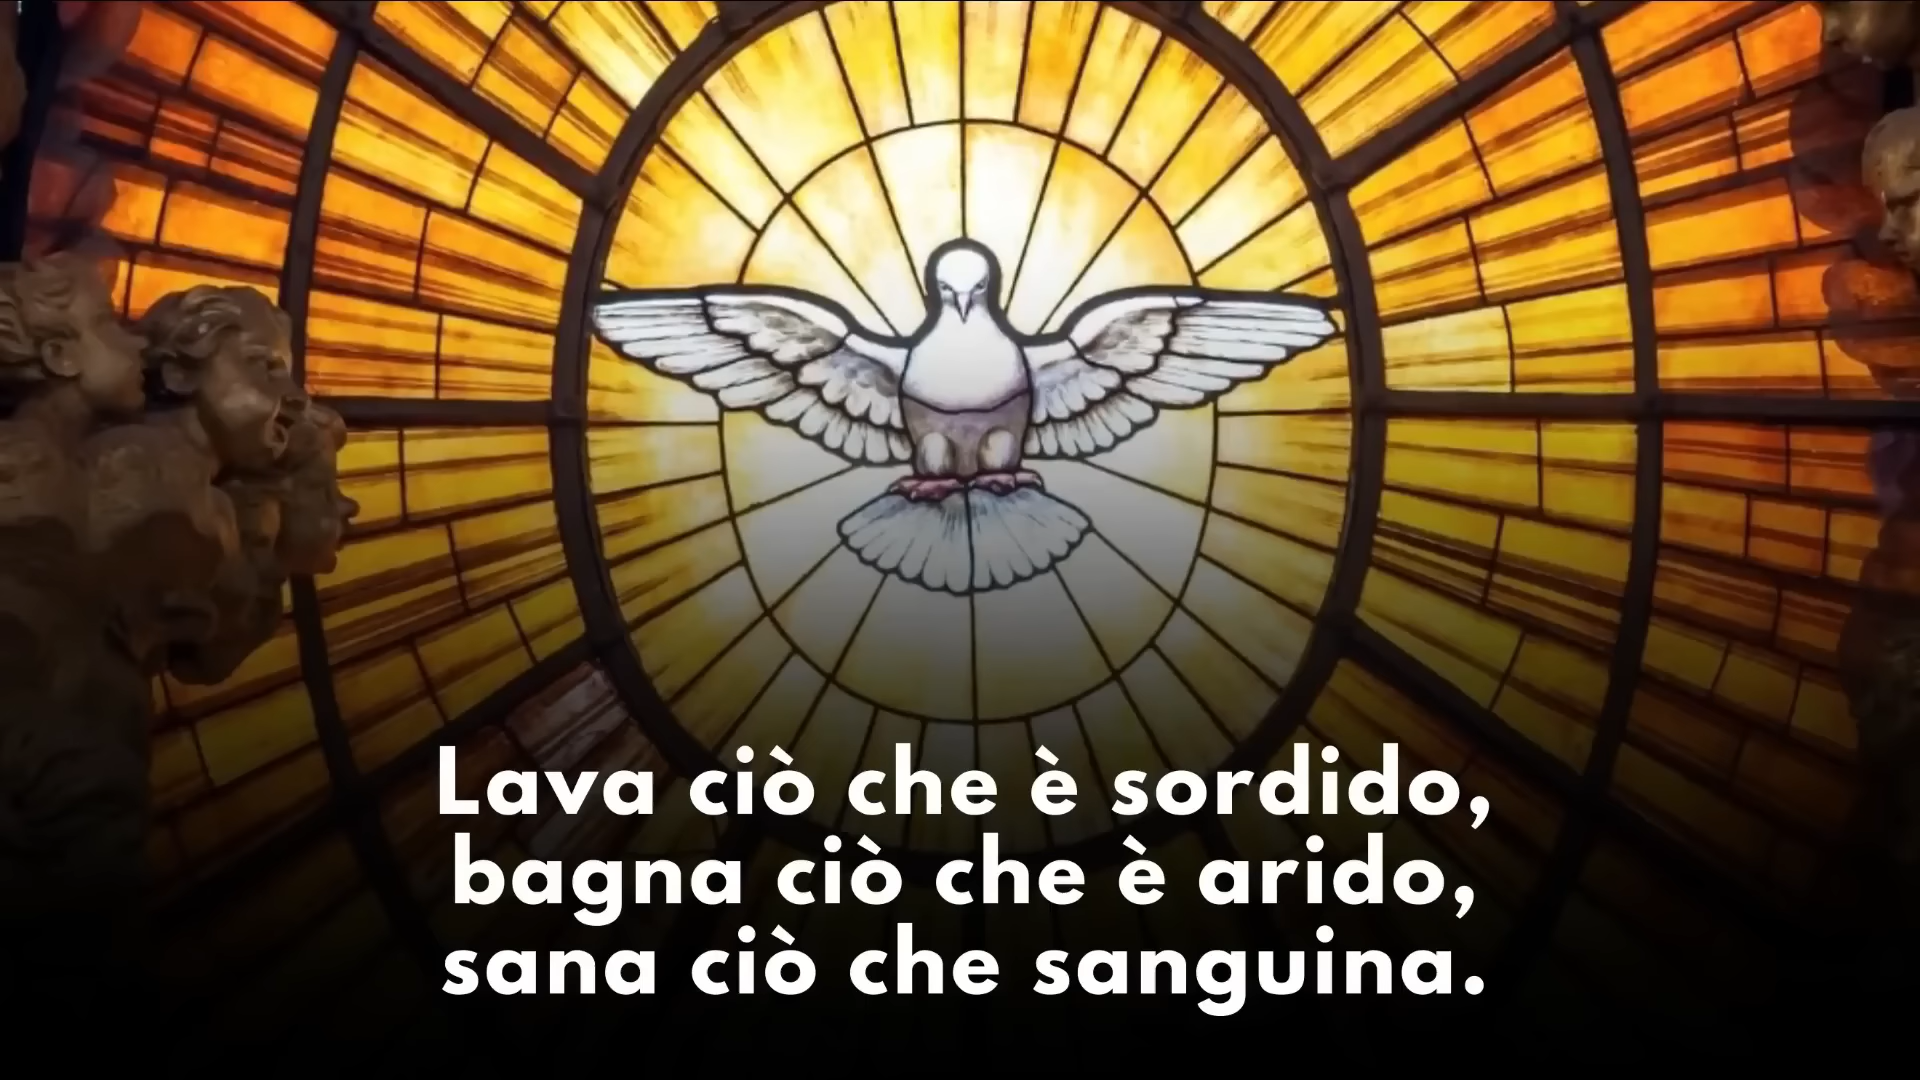 Lava ciò che è sordido,
bagna ciò che è arido,
sana ciò che sanguina.